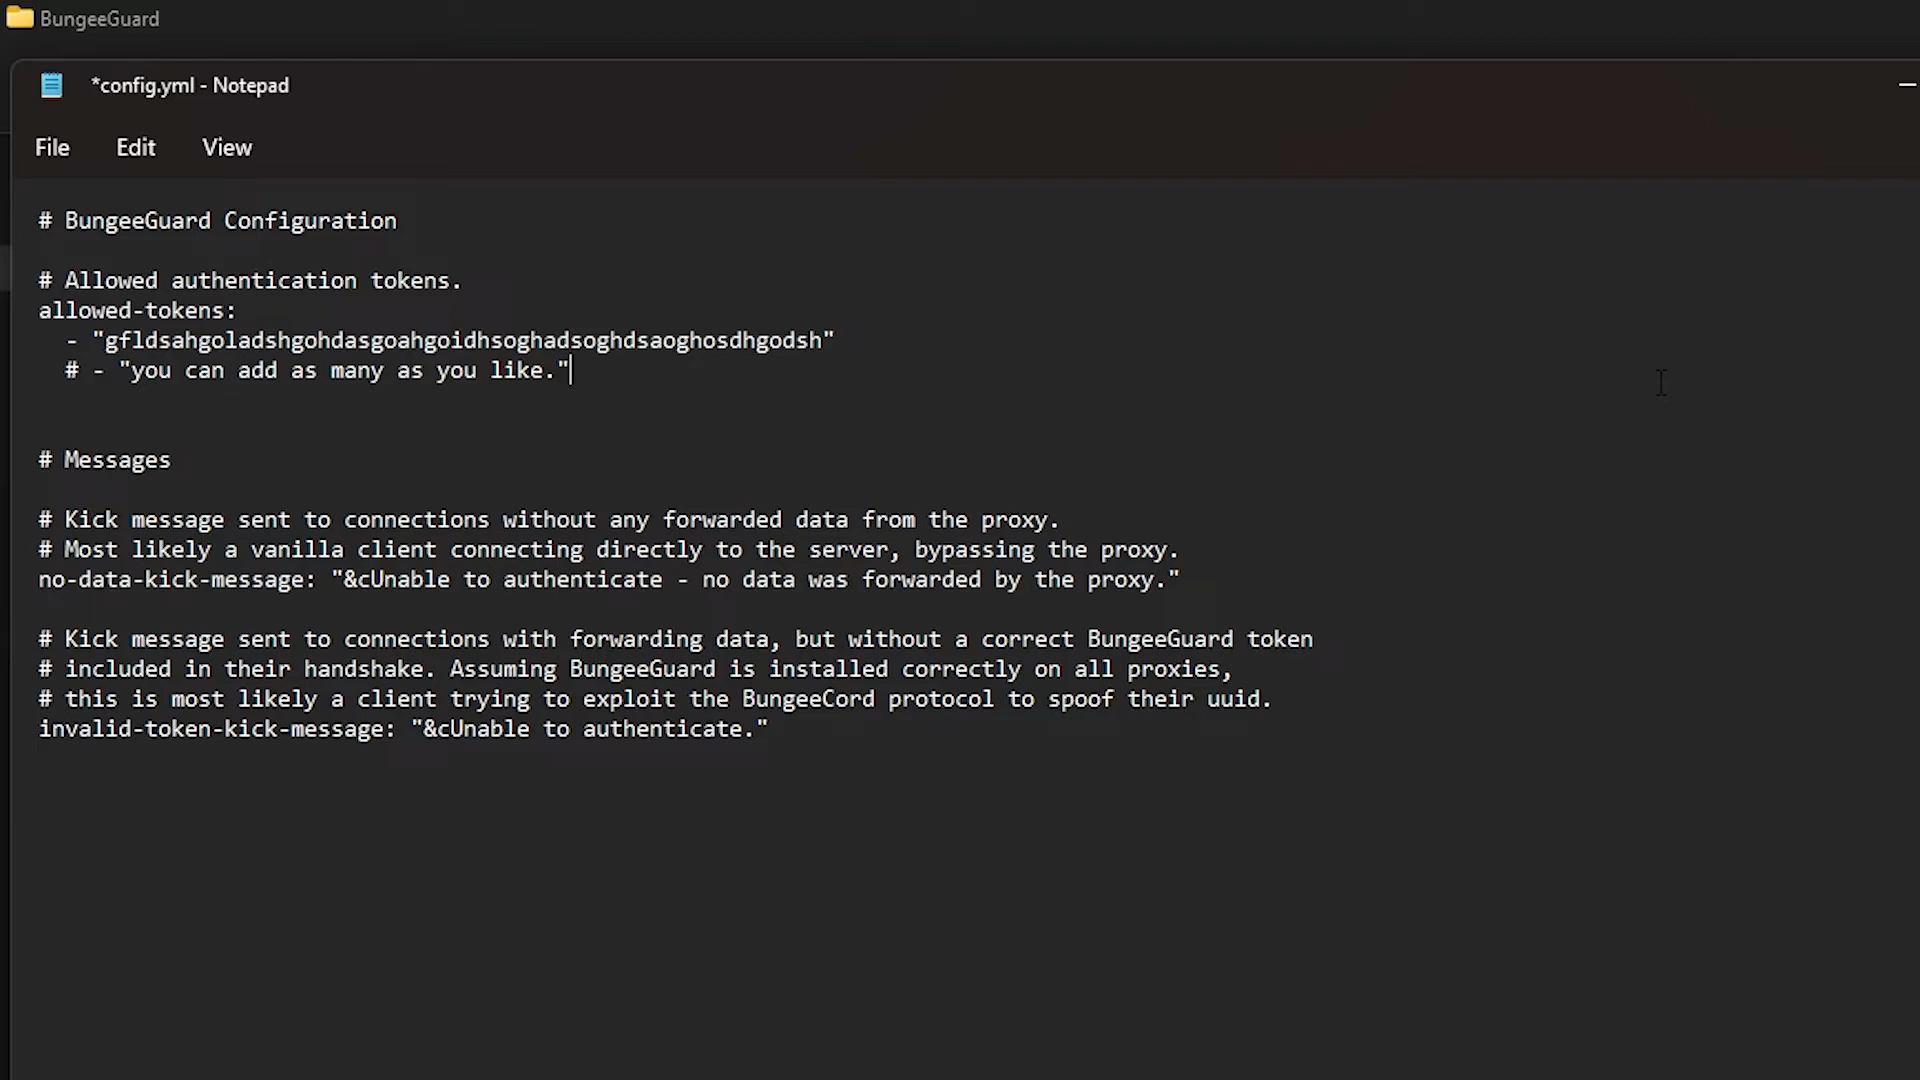 BungeeGuard
*config.yml - Notepad
File Edit View
# BungeeGuard Configuration
# Allowed authentication tokens.
allowed-tokens:
- "gfldsahgoladshgohdasgoahgoidhsoghadsoghdsaoghosdhgodsh"
# - "you can add as many as you like."
# Messages
# Kick message sent to connections without any forwarded data from the proxy.
# Most likely a vanilla client connecting directly to the server, bypassing the proxy.
no-data-kick-message: "&cUnable to authenticate - no data was forwarded by the proxy."
# Kick message sent to connections with forwarding data, but without a correct BungeeGuard token
# included in their handshake. Assuming BungeeGuard is installed correctly on all proxies,
# this is most likely a client trying to exploit the BungeeCord protocol to spoof their uuid.
invalid-token-kick-message: "&cUnable to authenticate."